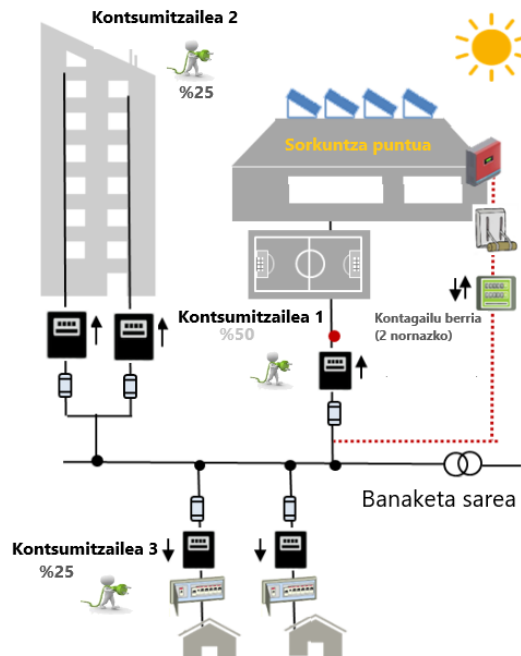 Kontsumitzailea 2
%25
Sorkuntza puntua
Kontsumitzailea 1
%50
Kontagailu berria
(2 nornazko)
Banaketa sarea
Kontsumitzailea 3
%25